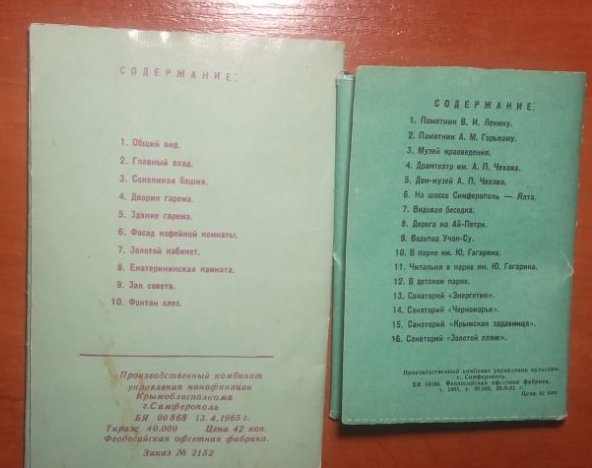 СОДЕРЖАНИЕ:
1. Общий вид.
2. Главный вход.
3. Соколиная башня.
4. Дворик гарема.
5. Здание гарема.
6. Фасад кофейной комнаты.
7. Золотой кабинет.
8. Екатерининская комната.
9. Зал совета.
10. Фонтан слез.
Производственный комбинат
управления кинофикации
Крымоблисполкома
г.Симферополь
БЯ 00868 13.4.1965 г.
Тираж 40.000 Цена 42 коп.
Феодосийская офсетная фабрика.
Заказ № 2152
СОДЕРЖАНИЕ:
1. Памятник В. И. Ленину.
2. Памятник А. М. Горькому.
3. Музей краеведения.
4. Драмтеатр им. А. П. Чехова.
5. Дом-музей А. П. Чехова.
6. На шоссе Симферополь — Ялта.
7. Видовая беседка.
8. Дорога на Ай-Петри.
9. Водопад Учан-Су.
10. В парке им. Ю. Гагарина.
11. Читальня в парке им. Ю. Гагарина.
12. В детском парке.
13. Санаторий «Энергетик».
14. Санаторий «Черноморье».
15. Санаторий «Крымская здравница».
16. Санаторий «Золотой пляж».
Производственный комбинат управления культуры
г. Симферополь.
БЯ Феодосийская офсетная фабрика,
Цена 42 коп